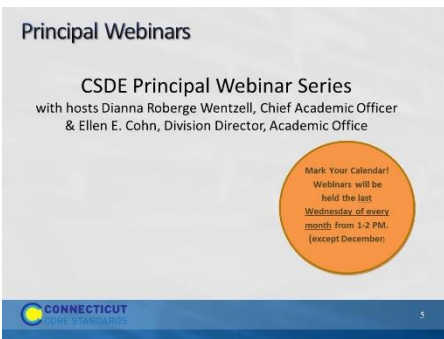 Principal Webinars
CSDE Principal Webinar Series
with hosts Dianna Roberge Wentzell, Chief Academic Officer
& Ellen E. Cohn, Division Director, Academic Office
Mark Your Calendar!
Webinars will be
held the last
Wednesday of every
month from 1-2 PM.
(except December)
CONNECTICUT
CORE STANDARDS
5